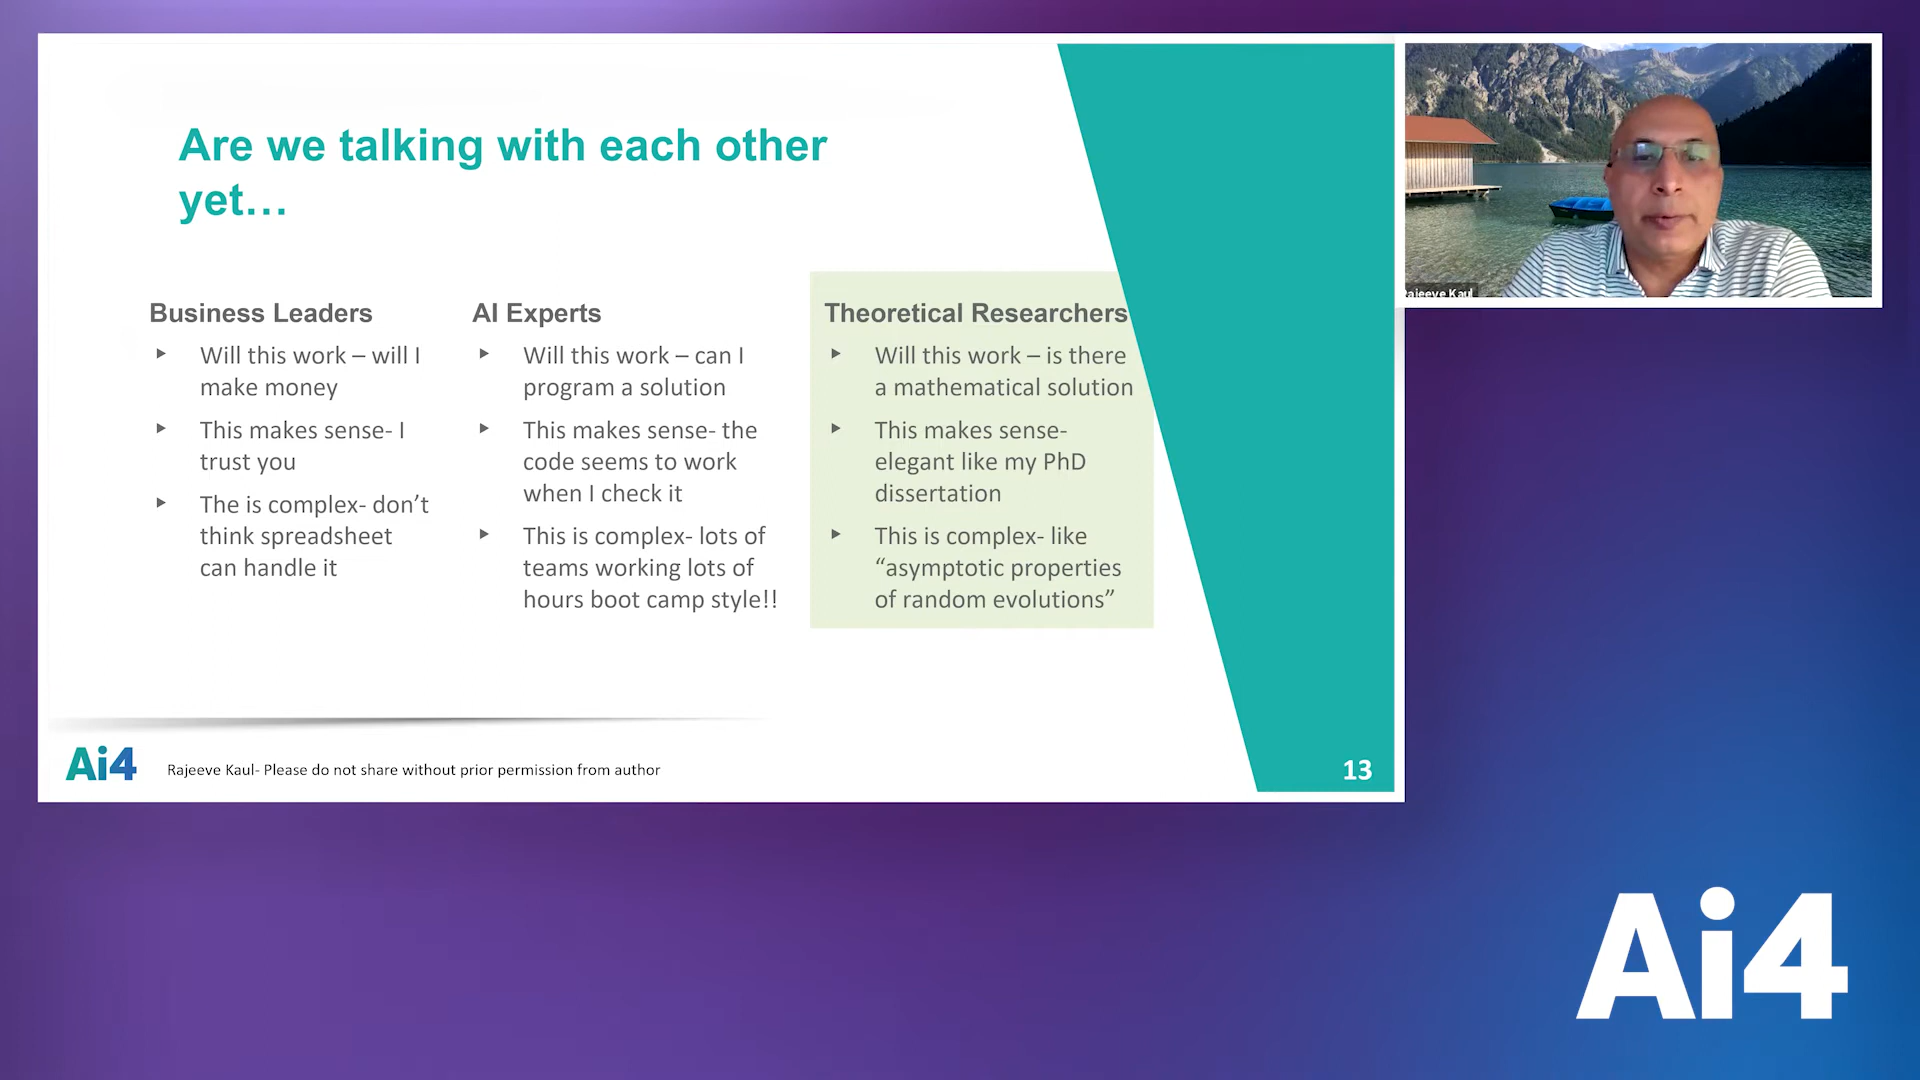 Are we talking with each other
yet…
Business Leaders
Will this work – will I
make money
This makes sense- I
trust you
The is complex- don’t
think spreadsheet
can handle it
AI Experts
Will this work – can I
program a solution
This makes sense- the
code seems to work
when I check it
This is complex- lots of
teams working lots of
hours boot camp style!!
Theoretical Researchers
Will this work – is there
a mathematical solution
This makes sense-
elegant like my PhD
dissertation
This is complex- like
“asymptotic properties
of random evolutions”
Ai4
Rajeeve Kaul- Please do not share without prior permission from author
13
Rajeeve Kaul
Ai4